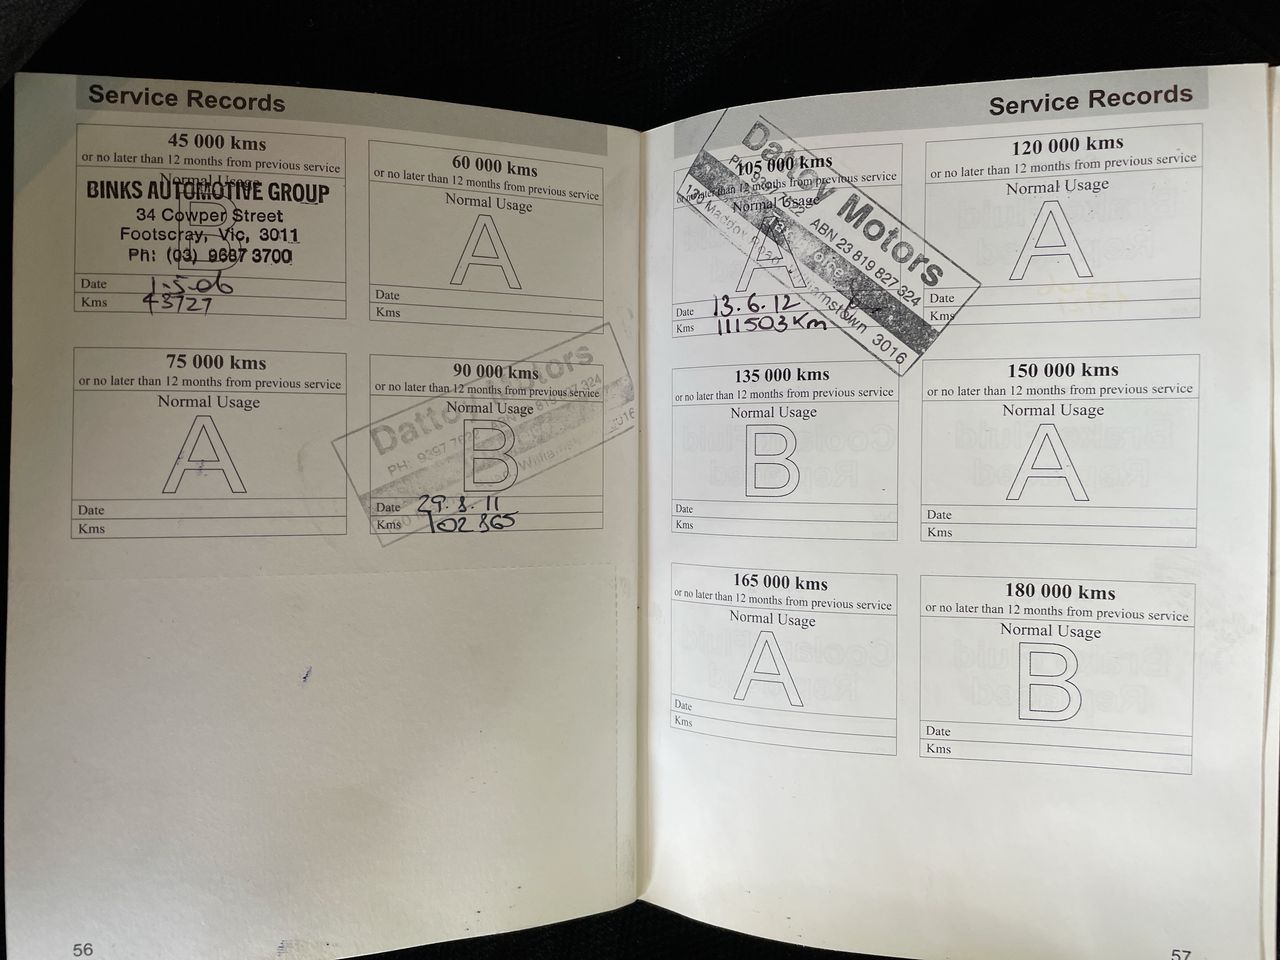 Service Records
45 000 kms
or no later than 12 months from previous service
Normal Usage
B
BINKS AUTOMOTIVE GROUP
34 Cowper Street
Footscray, Vic, 3011
Ph: (03) 9687 3700
Date 1.5.06
Kms 43727
60 000 kms
or no later than 12 months from previous service
Normal Usage
A
Date
Kms
75 000 kms
or no later than 12 months from previous service
Normal Usage
A
Date
Kms
90 000 kms
or no later than 12 months from previous service
Normal Usage
B
Dattoy Motors
PH: 9397 7622
Date 29.8.11
Kms 102865
56
Service Records
105 000 kms
or no later than 12 months from previous service
Normal Usage
A
Dattoy Motors
ABN 23 819 827 324
Williamstown 3016
Date 13.6.12
Kms 111503Km
120 000 kms
or no later than 12 months from previous service
Normal Usage
A
Date
Kms
135 000 kms
or no later than 12 months from previous service
Normal Usage
B
Date
Kms
150 000 kms
or no later than 12 months from previous service
Normal Usage
A
Date
Kms
165 000 kms
or no later than 12 months from previous service
Normal Usage
A
Date
Kms
180 000 kms
or no later than 12 months from previous service
Normal Usage
B
Date
Kms
57